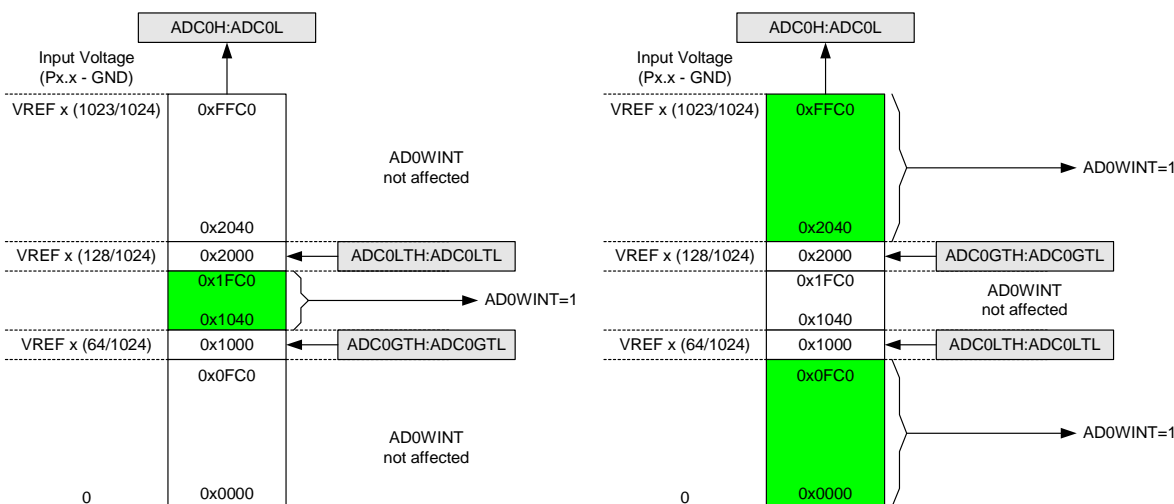 ADC0H:ADC0L
Input Voltage
(Px.x - GND)
VREF x (1023/1024)
0xFFC0
AD0WINT
not affected
0x2040
VREF x (128/1024)
0x2000
ADC0LTH:ADC0LTL
0x1FC0
AD0WINT=1
0x1040
VREF x (64/1024)
0x1000
ADC0GTH:ADC0GTL
0x0FC0
AD0WINT
not affected
0
0x0000
ADC0H:ADC0L
Input Voltage
(Px.x - GND)
VREF x (1023/1024)
0xFFC0
AD0WINT=1
0x2040
VREF x (128/1024)
0x2000
ADC0GTH:ADC0GTL
0x1FC0
AD0WINT
not affected
0x1040
VREF x (64/1024)
0x1000
ADC0LTH:ADC0LTL
0x0FC0
AD0WINT=1
0
0x0000